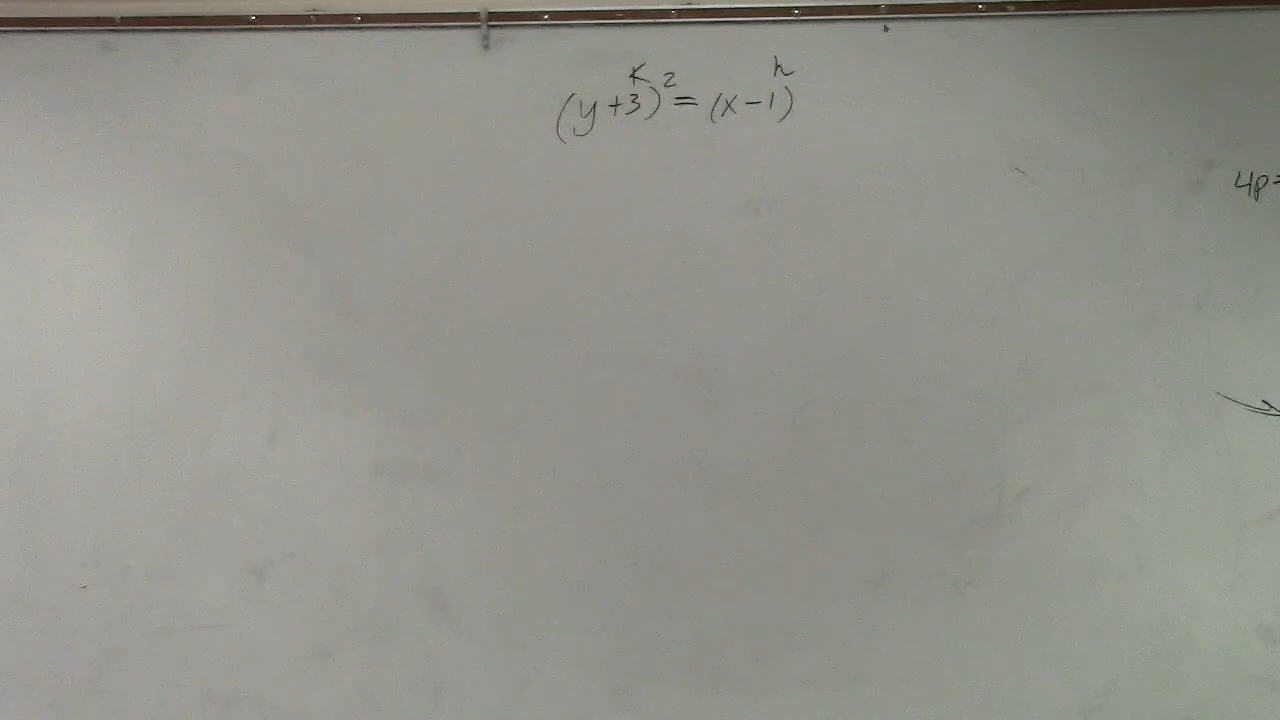 K h
(y+3)² = (x-1)
4p=